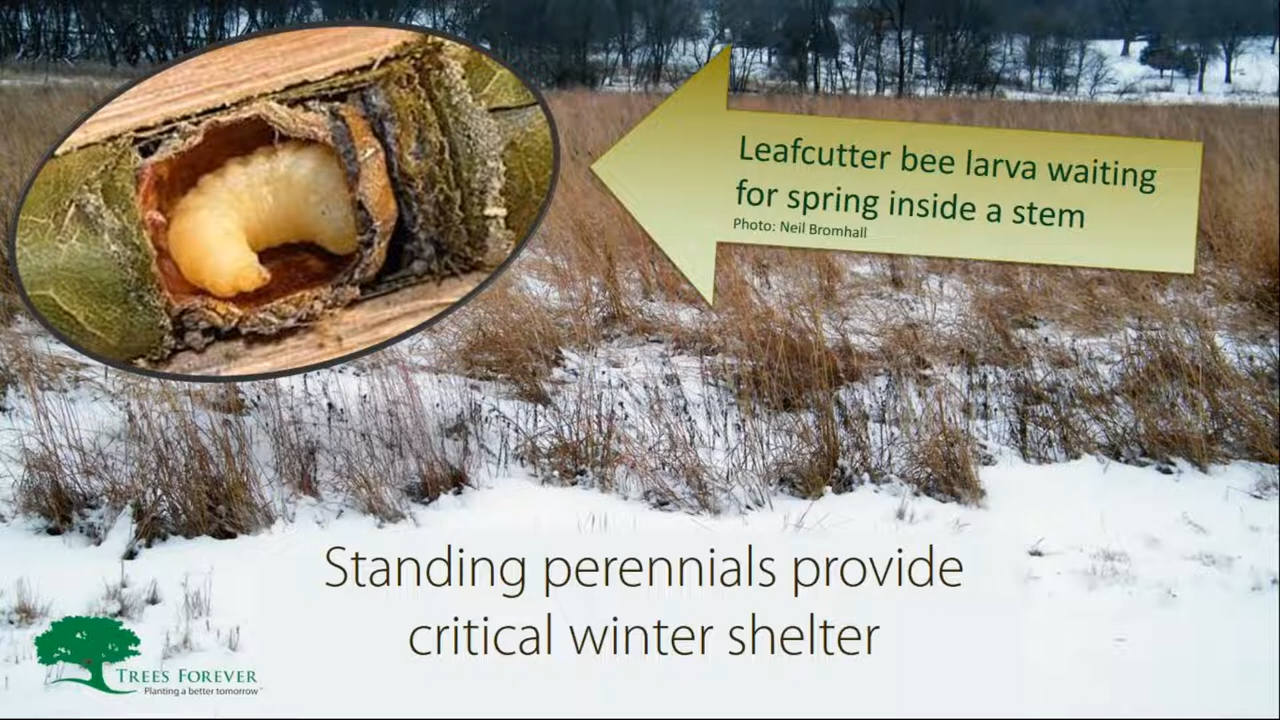 Leafcutter bee larva waiting
for spring inside a stem
Photo: Neil Bromhall
Standing perennials provide
critical winter shelter
TREES FOREVER
Planting a better tomorrow™